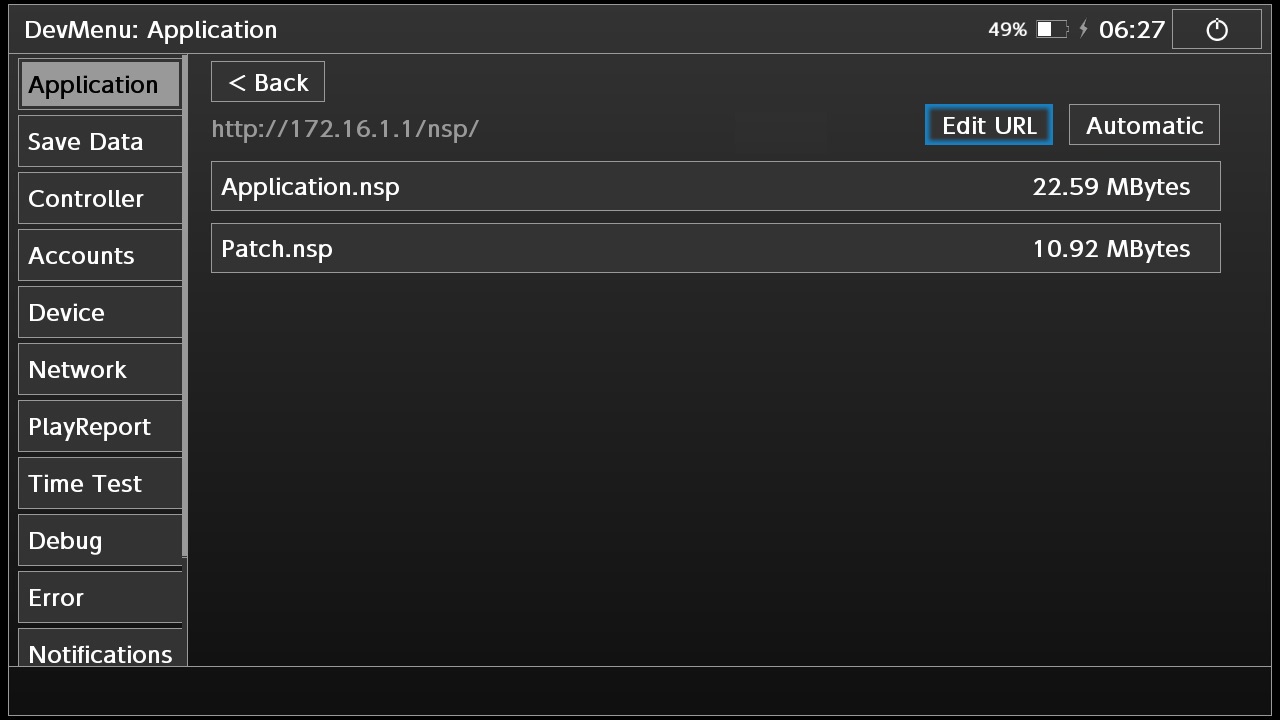 DevMenu: Application
49%
06:27
Application
Save Data
Controller
Accounts
Device
Network
PlayReport
Time Test
Debug
Error
Notifications
< Back
http://172.16.1.1/nsp/
Edit URL
Automatic
Application.nsp 22.59 MBytes
Patch.nsp 10.92 MBytes